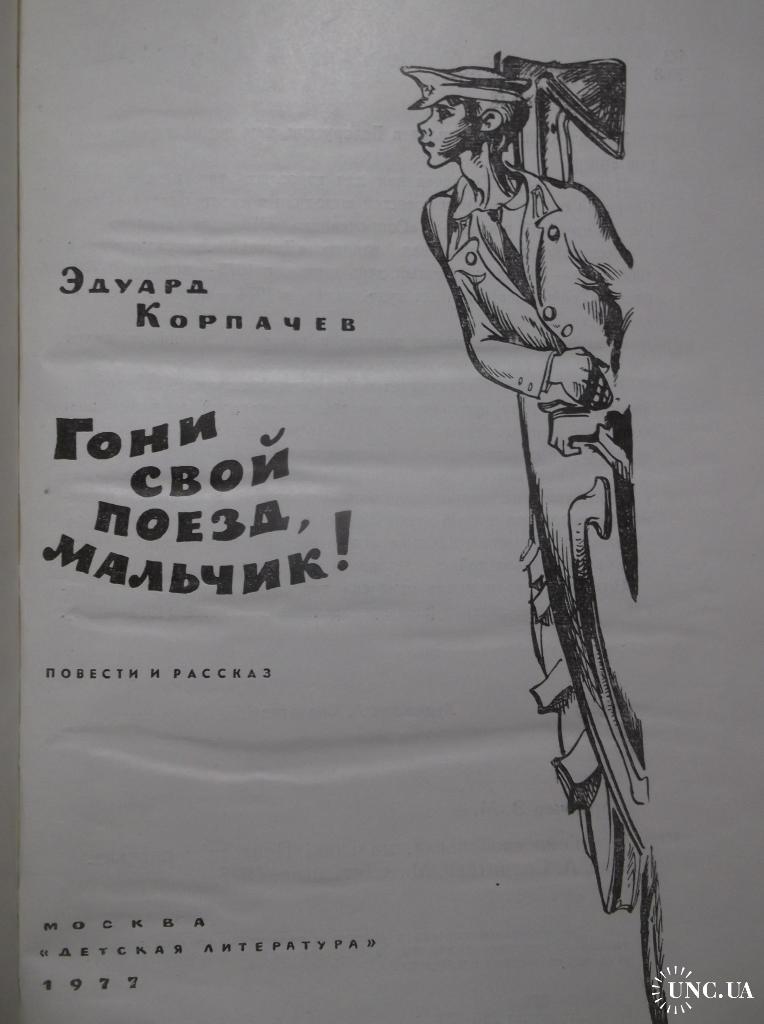 Эдуард
Корпачев
Гони
свой
поезд,
мальчик!
ПОВЕСТИ И РАССКАЗ
МОСКВА
«ДЕТСКАЯ ЛИТЕРАТУРА»
1977
UNC.UA